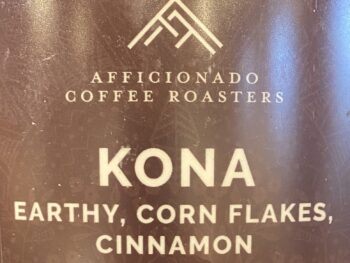 AFFICIONADO
COFFEE ROASTERS
KONA
EARTHY, CORN FLAKES,
CINNAMON